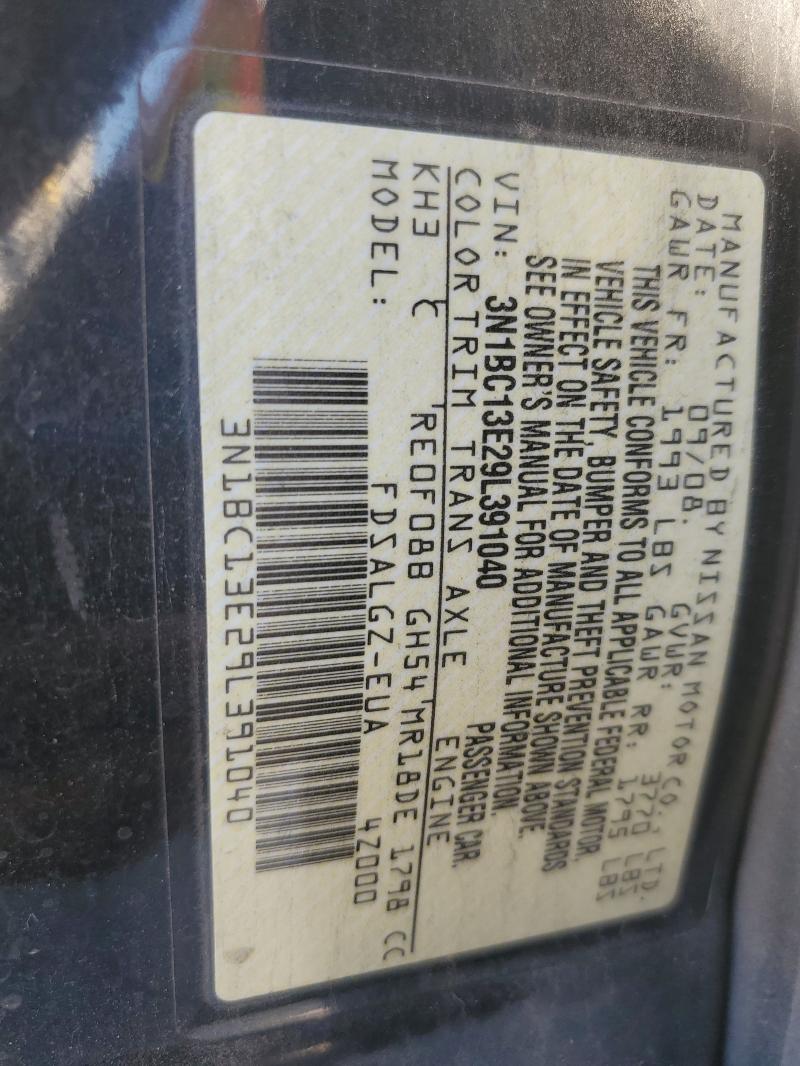 MANUFACTURED BY NISSAN MOTOR CO., LTD.
DATE: 09/08. GVWR: 3770 LBS
GAWR FR: 1993 LBS GAWR RR: 1795 LBS
THIS VEHICLE CONFORMS TO ALL APPLICABLE FEDERAL MOTOR
VEHICLE SAFETY, BUMPER AND THEFT PREVENTION STANDARDS
IN EFFECT ON THE DATE OF MANUFACTURE SHOWN ABOVE.
SEE OWNER'S MANUAL FOR ADDITIONAL INFORMATION.
VIN: 3N1BC13E29L391040 PASSENGER CAR.
COLOR TRIM TRANS AXLE ENGINE
KH3 RE0F08B GH54 MR18DE 1798 CC
MODEL: FDSALGZ-EUA 4Z000
3N1BC13E29L391040